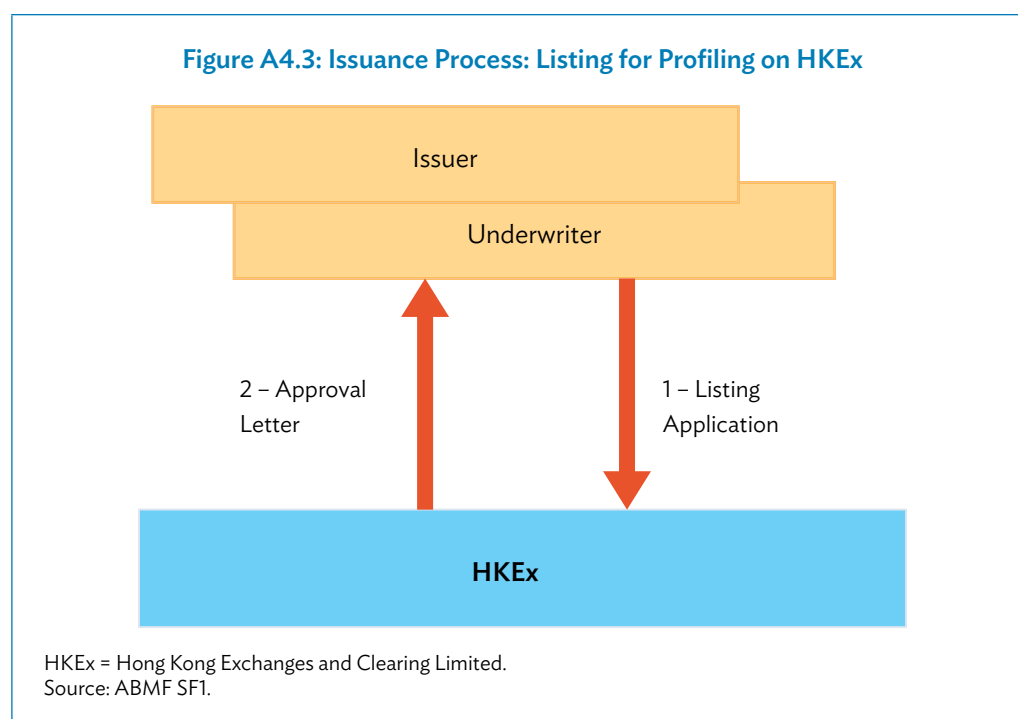 Figure A4.3: Issuance Process: Listing for Profiling on HKEx
Issuer
Underwriter
2 – Approval
Letter
1 – Listing
Application
HKEx
HKEx = Hong Kong Exchanges and Clearing Limited.
Source: ABMF SF1.